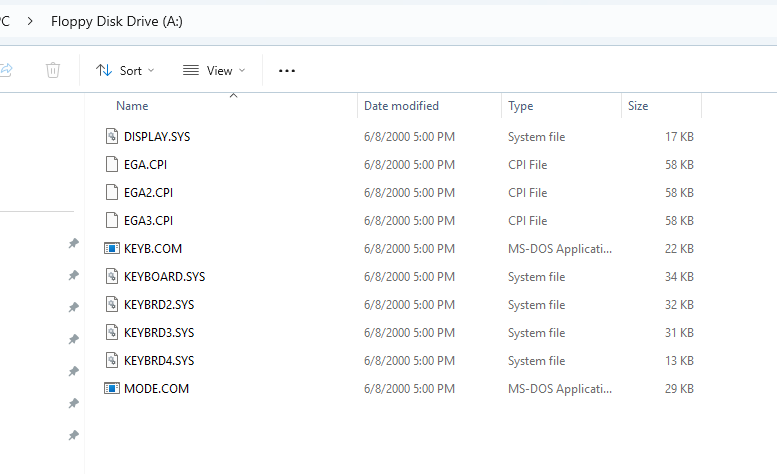 PC > Floppy Disk Drive (A:)
Sort View ...
Name Date modified Type Size
DISPLAY.SYS 6/8/2000 5:00 PM System file 17 KB
EGA.CPI 6/8/2000 5:00 PM CPI File 58 KB
EGA2.CPI 6/8/2000 5:00 PM CPI File 58 KB
EGA3.CPI 6/8/2000 5:00 PM CPI File 58 KB
KEYB.COM 6/8/2000 5:00 PM MS-DOS Applicati... 22 KB
KEYBOARD.SYS 6/8/2000 5:00 PM System file 34 KB
KEYBRD2.SYS 6/8/2000 5:00 PM System file 32 KB
KEYBRD3.SYS 6/8/2000 5:00 PM System file 31 KB
KEYBRD4.SYS 6/8/2000 5:00 PM System file 13 KB
MODE.COM 6/8/2000 5:00 PM MS-DOS Applicati... 29 KB